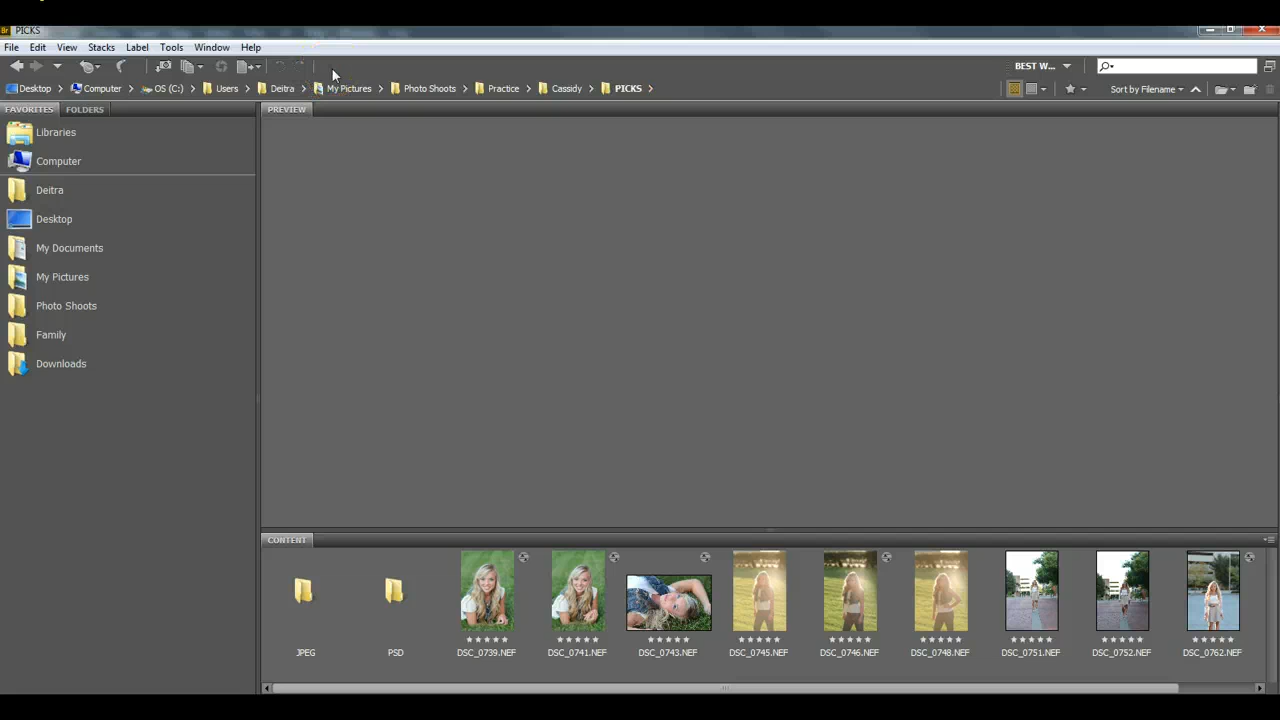 Br PICKS
File Edit View Stacks Label Tools Window Help
BEST W...
Desktop Computer OS (C:) Users Deitra My Pictures Photo Shoots Practice Cassidy PICKS
Sort by Filename
FAVORITES FOLDERS
PREVIEW
Libraries
Computer
Deitra
Desktop
My Documents
My Pictures
Photo Shoots
Family
Downloads
CONTENT
JPEG PSD DSC_0739.NEF DSC_0741.NEF DSC_0743.NEF DSC_0745.NEF DSC_0746.NEF DSC_0748.NEF DSC_0751.NEF DSC_0752.NEF DSC_0762.NEF